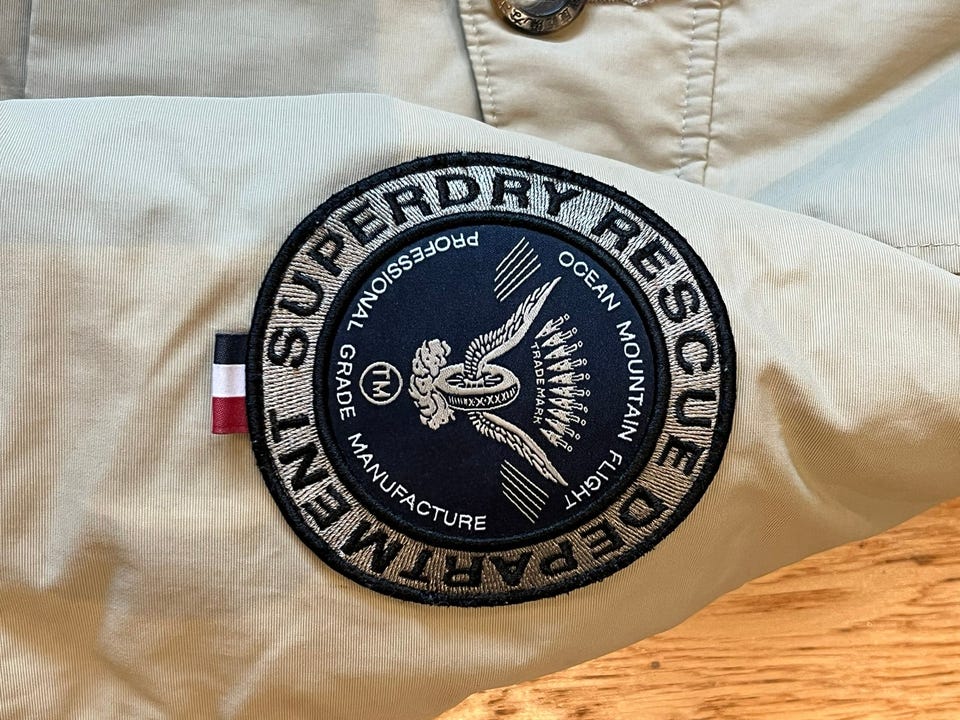 SUPERDRY RESCUE DEPARTMENT
OCEAN MOUNTAIN FLIGHT
TRADEMARK
TM
PROFESSIONAL GRADE MANUFACTURE